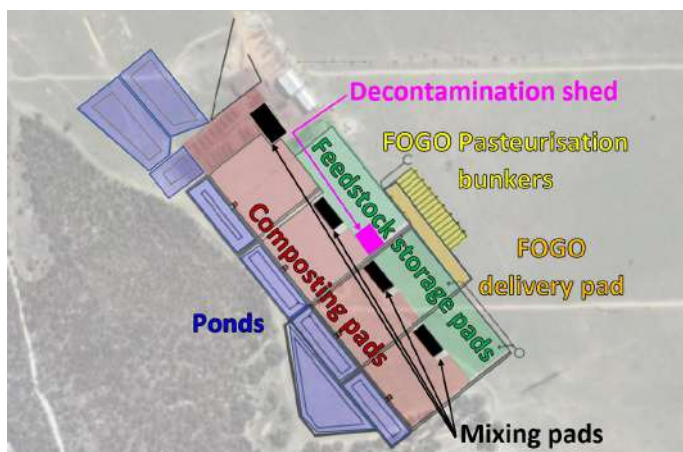 Decontamination shed
FOGO Pasteurisation
bunkers
Feedstock storage pads
FOGO
delivery pad
Composting pads
Ponds
Mixing pads